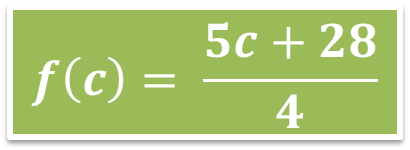 f(c) = (5c + 28)/4